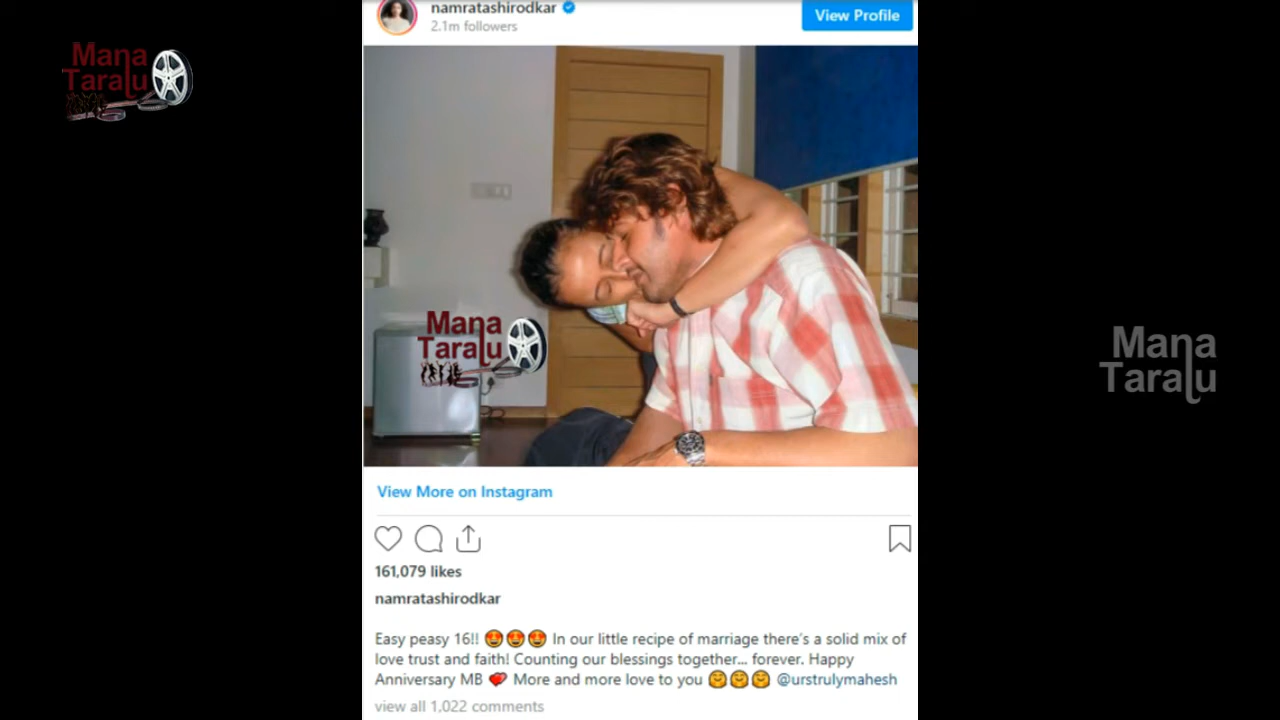 namratashirodkar
2.1m followers
View Profile
Mana
Taralu
Mana
Taralu
Mana
Taralu
View More on Instagram
161,079 likes
namratashirodkar
Easy peasy 16!! 🤩🤩🤩 In our little recipe of marriage there's a solid mix of
love trust and faith! Counting our blessings together... forever. Happy
Anniversary MB 💕 More and more love to you 🤗🤗🤗 @urstrulymahesh
view all 1,022 comments